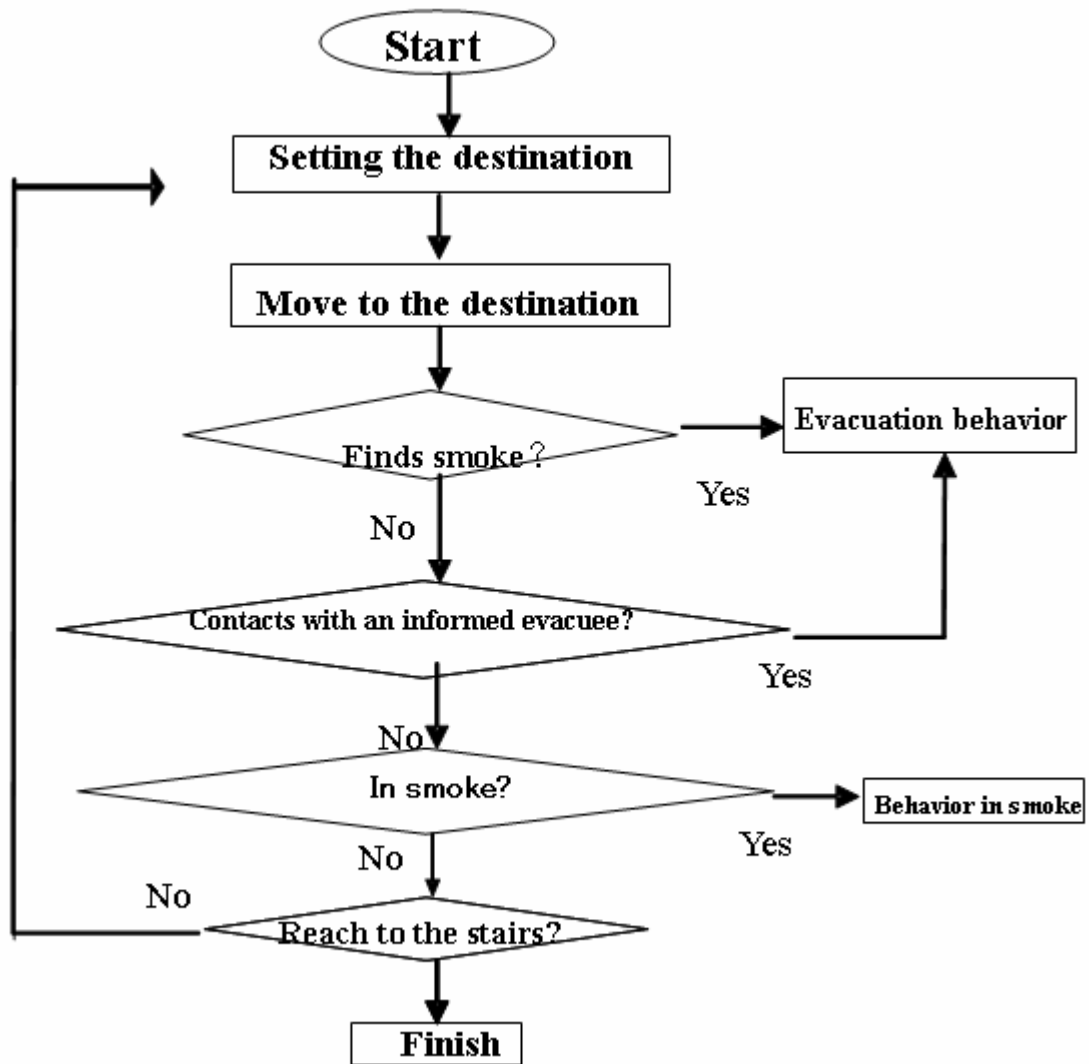 Start
Setting the destination
Move to the destination
Finds smoke？
Evacuation behavior
Yes
No
Contacts with an informed evacuee?
Yes
No
In smoke?
Behavior in smoke
Yes
No
No
Reach to the stairs?
Finish